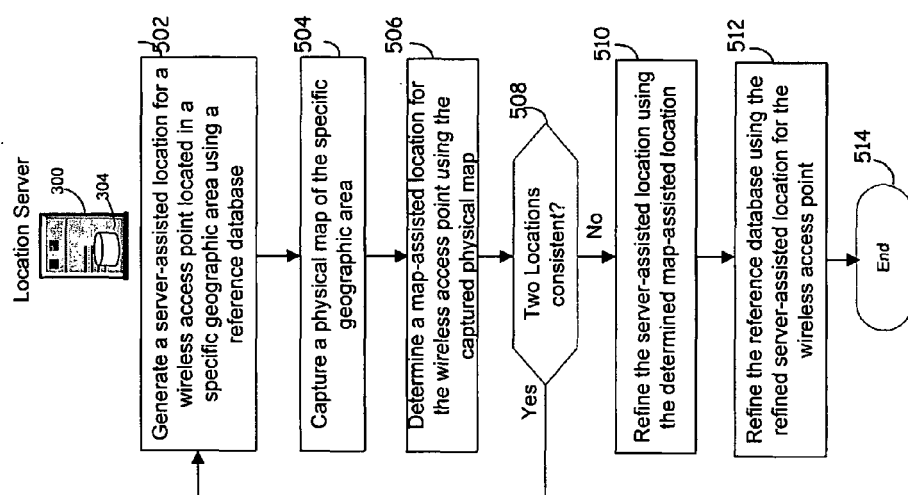 Location Server
300
304
502
Generate a server-assisted location for a
wireless access point located in a
specific geographic area using a
reference database
504
Capture a physical map of the specific
geographic area
506
Determine a map-assisted location for
the wireless access point using the
captured physical map
508
Two Locations
consistent?
Yes
No
510
Refine the server-assisted location using
the determined map-assisted location
512
Refine the reference database using the
refined server-assisted location for the
wireless access point
514
End